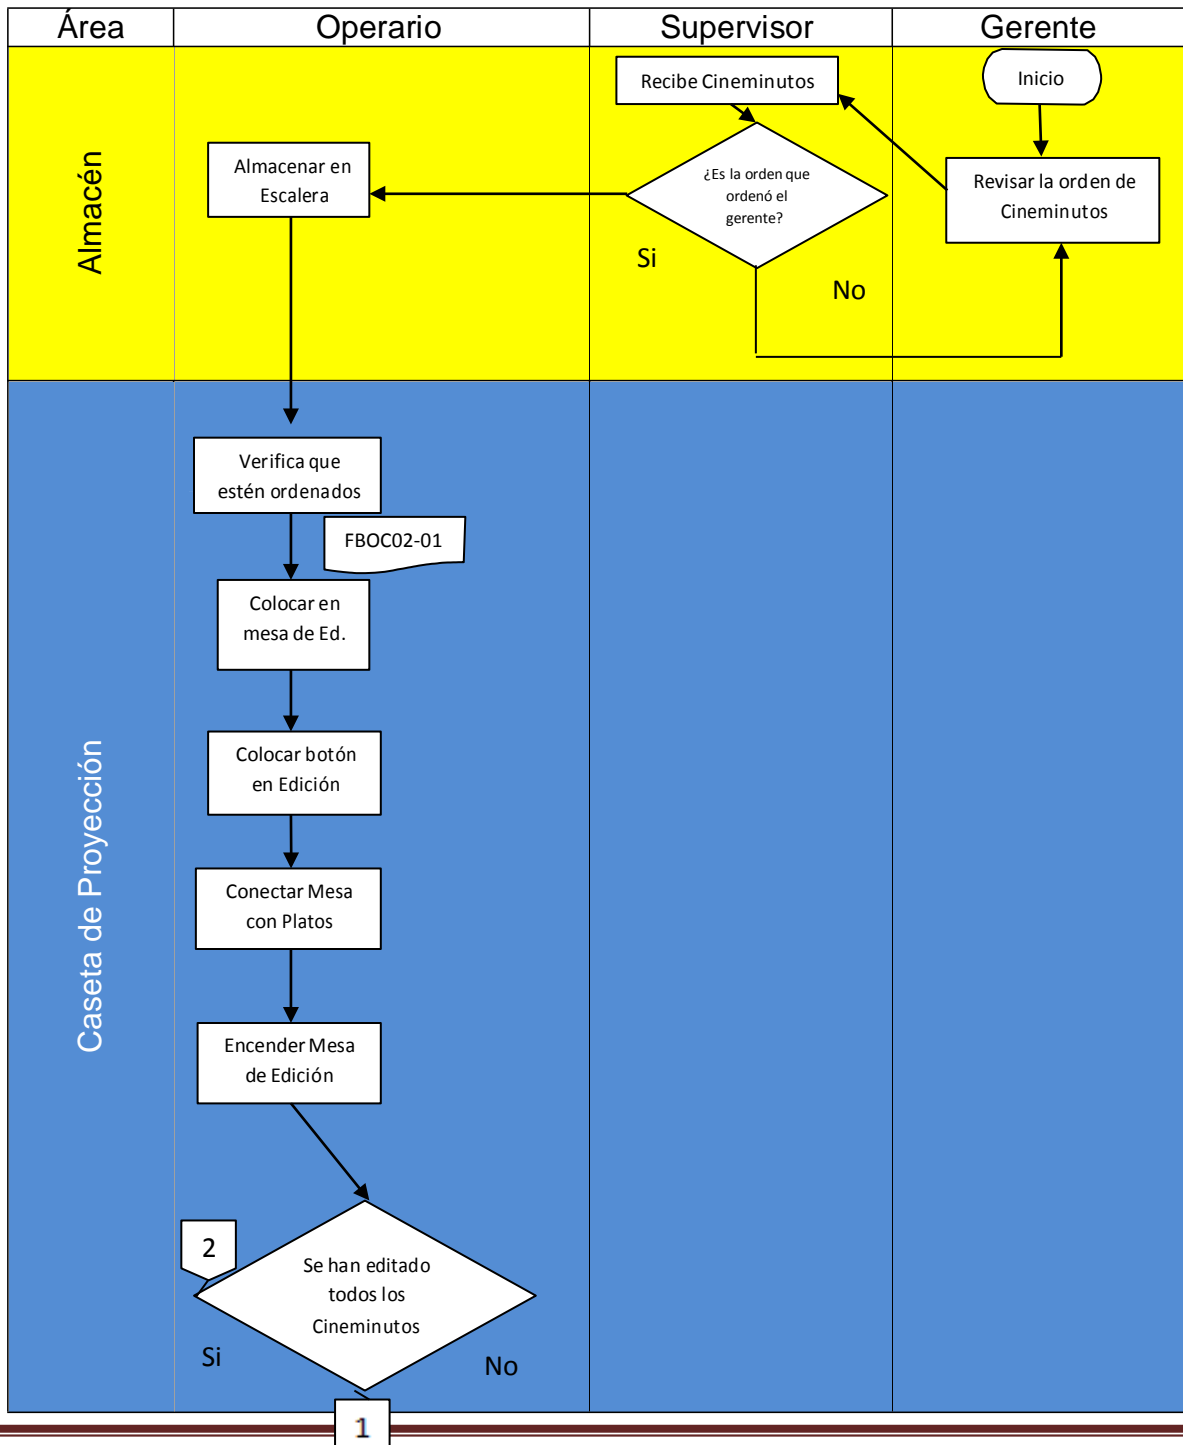 Área
Operario
Supervisor
Gerente
Almacén
Recibe Cineminutos
Inicio
Almacenar en
Escalera
¿Es la orden que
ordenó el
gerente?
Revisar la orden de
Cineminutos
Si
No
Caseta de Proyección
Verifica que
estén ordenados
FBOC02-01
Colocar en
mesa de Ed.
Colocar botón
en Edición
Conectar Mesa
con Platos
Encender Mesa
de Edición
2
Se han editado
todos los
Cineminutos
Si
No
1